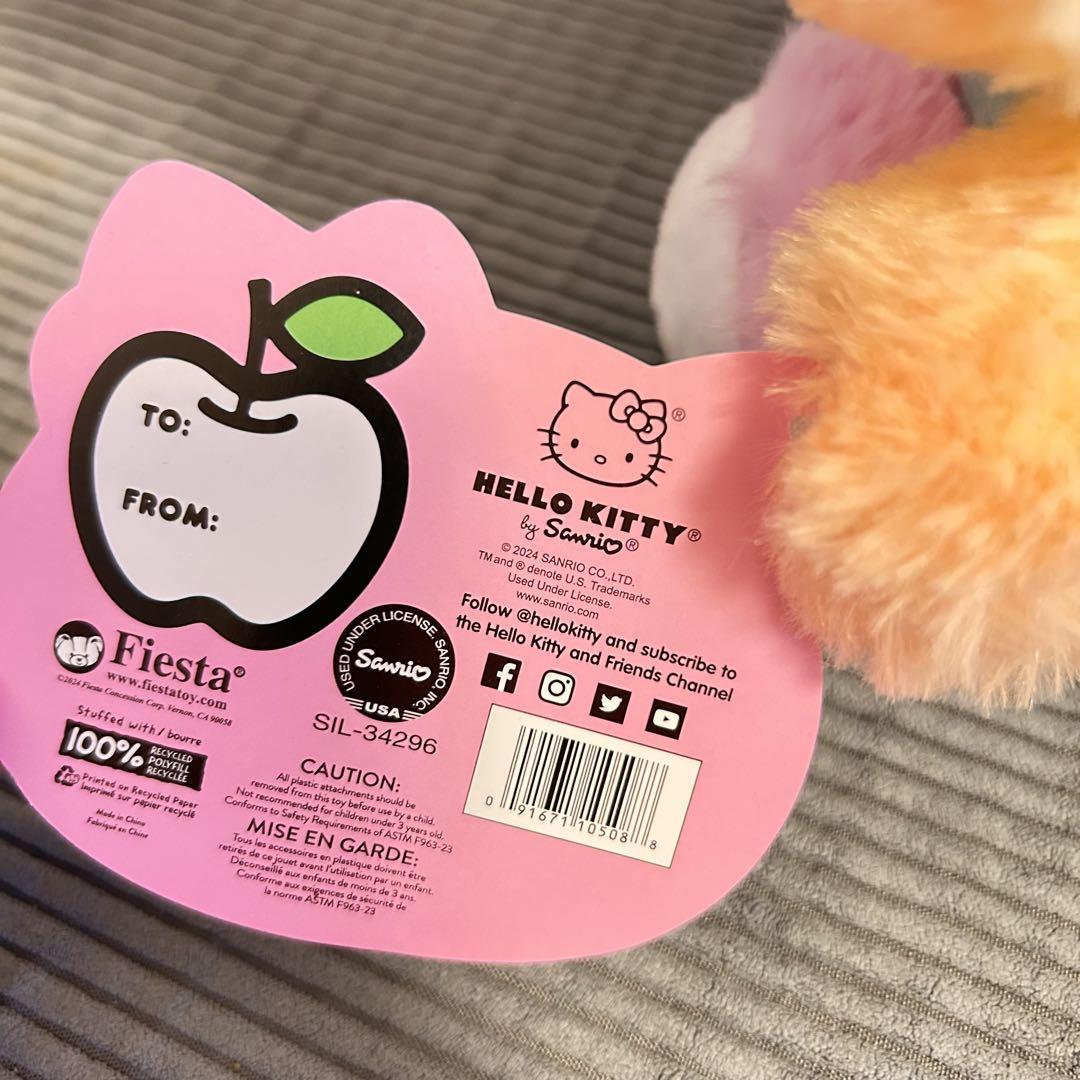 TO:
FROM:
®
HELLO KITTY®
by Sanrio®
© 2024 SANRIO CO.,LTD.
TM and ® denote U.S. Trademarks
Used Under License.
www.sanrio.com
Follow @hellokitty and subscribe to
the Hello Kitty and Friends Channel
Fiesta®
www.fiestatoy.com
©2024 Fiesta Concession Corp. Vernon, CA 90058
Stuffed with / bourre
100% RECYCLED
POLYFILL
RECYCLÉE
Printed on Recycled Paper
Imprimé sur papier recyclé
Made in China
Fabriqué en Chine
USED UNDER LICENSE. SANRIO, INC.
Sanrio
USA
SIL-34296
CAUTION:
All plastic attachments should be
removed from this toy before use by a child.
Not recommended for children under 3 years old.
Conforms to Safety Requirements of ASTM F963-23
MISE EN GARDE:
Tous les accessoires en plastique doivent être
retirés de ce jouet avant l'utilisation par un enfant.
Déconseillé aux enfants de moins de 3 ans.
Conforme aux exigences de sécurité de
la norme ASTM F963-23
0 91671 10508 8